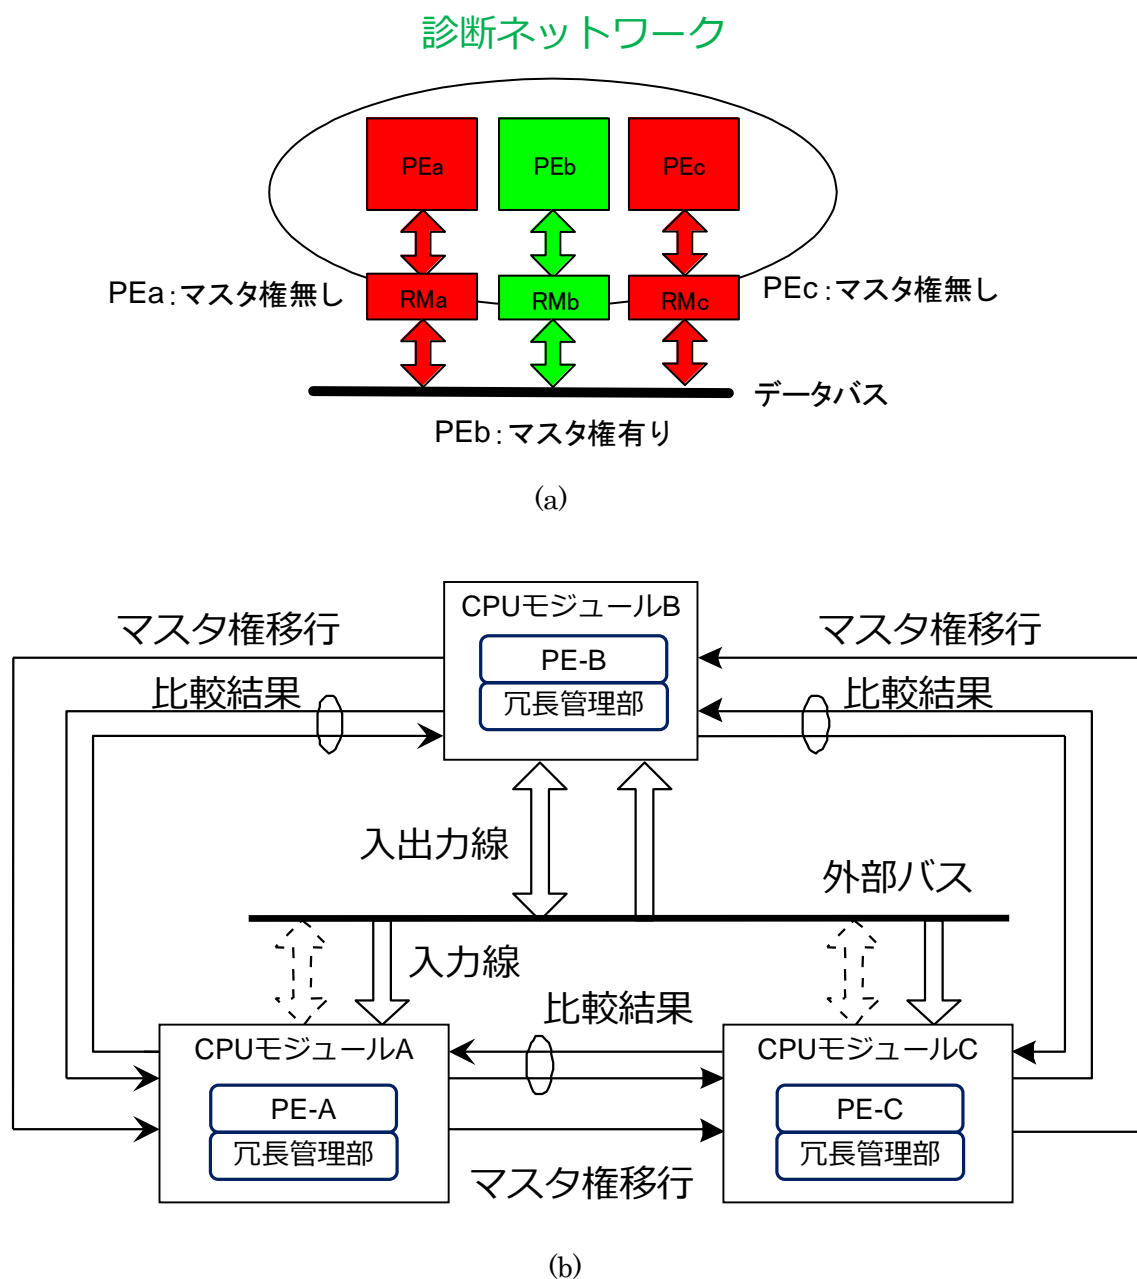 診断ネットワーク
PEa
PEb
PEc
PEa：マスタ権無し
RMa
RMb
RMc
PEc：マスタ権無し
データバス
PEb：マスタ権有り
(a)
CPUモジュールB
マスタ権移行
マスタ権移行
PE-B
比較結果
冗長管理部
比較結果
入出力線
外部バス
入力線
比較結果
CPUモジュールA
CPUモジュールC
PE-A
PE-C
冗長管理部
冗長管理部
マスタ権移行
(b)